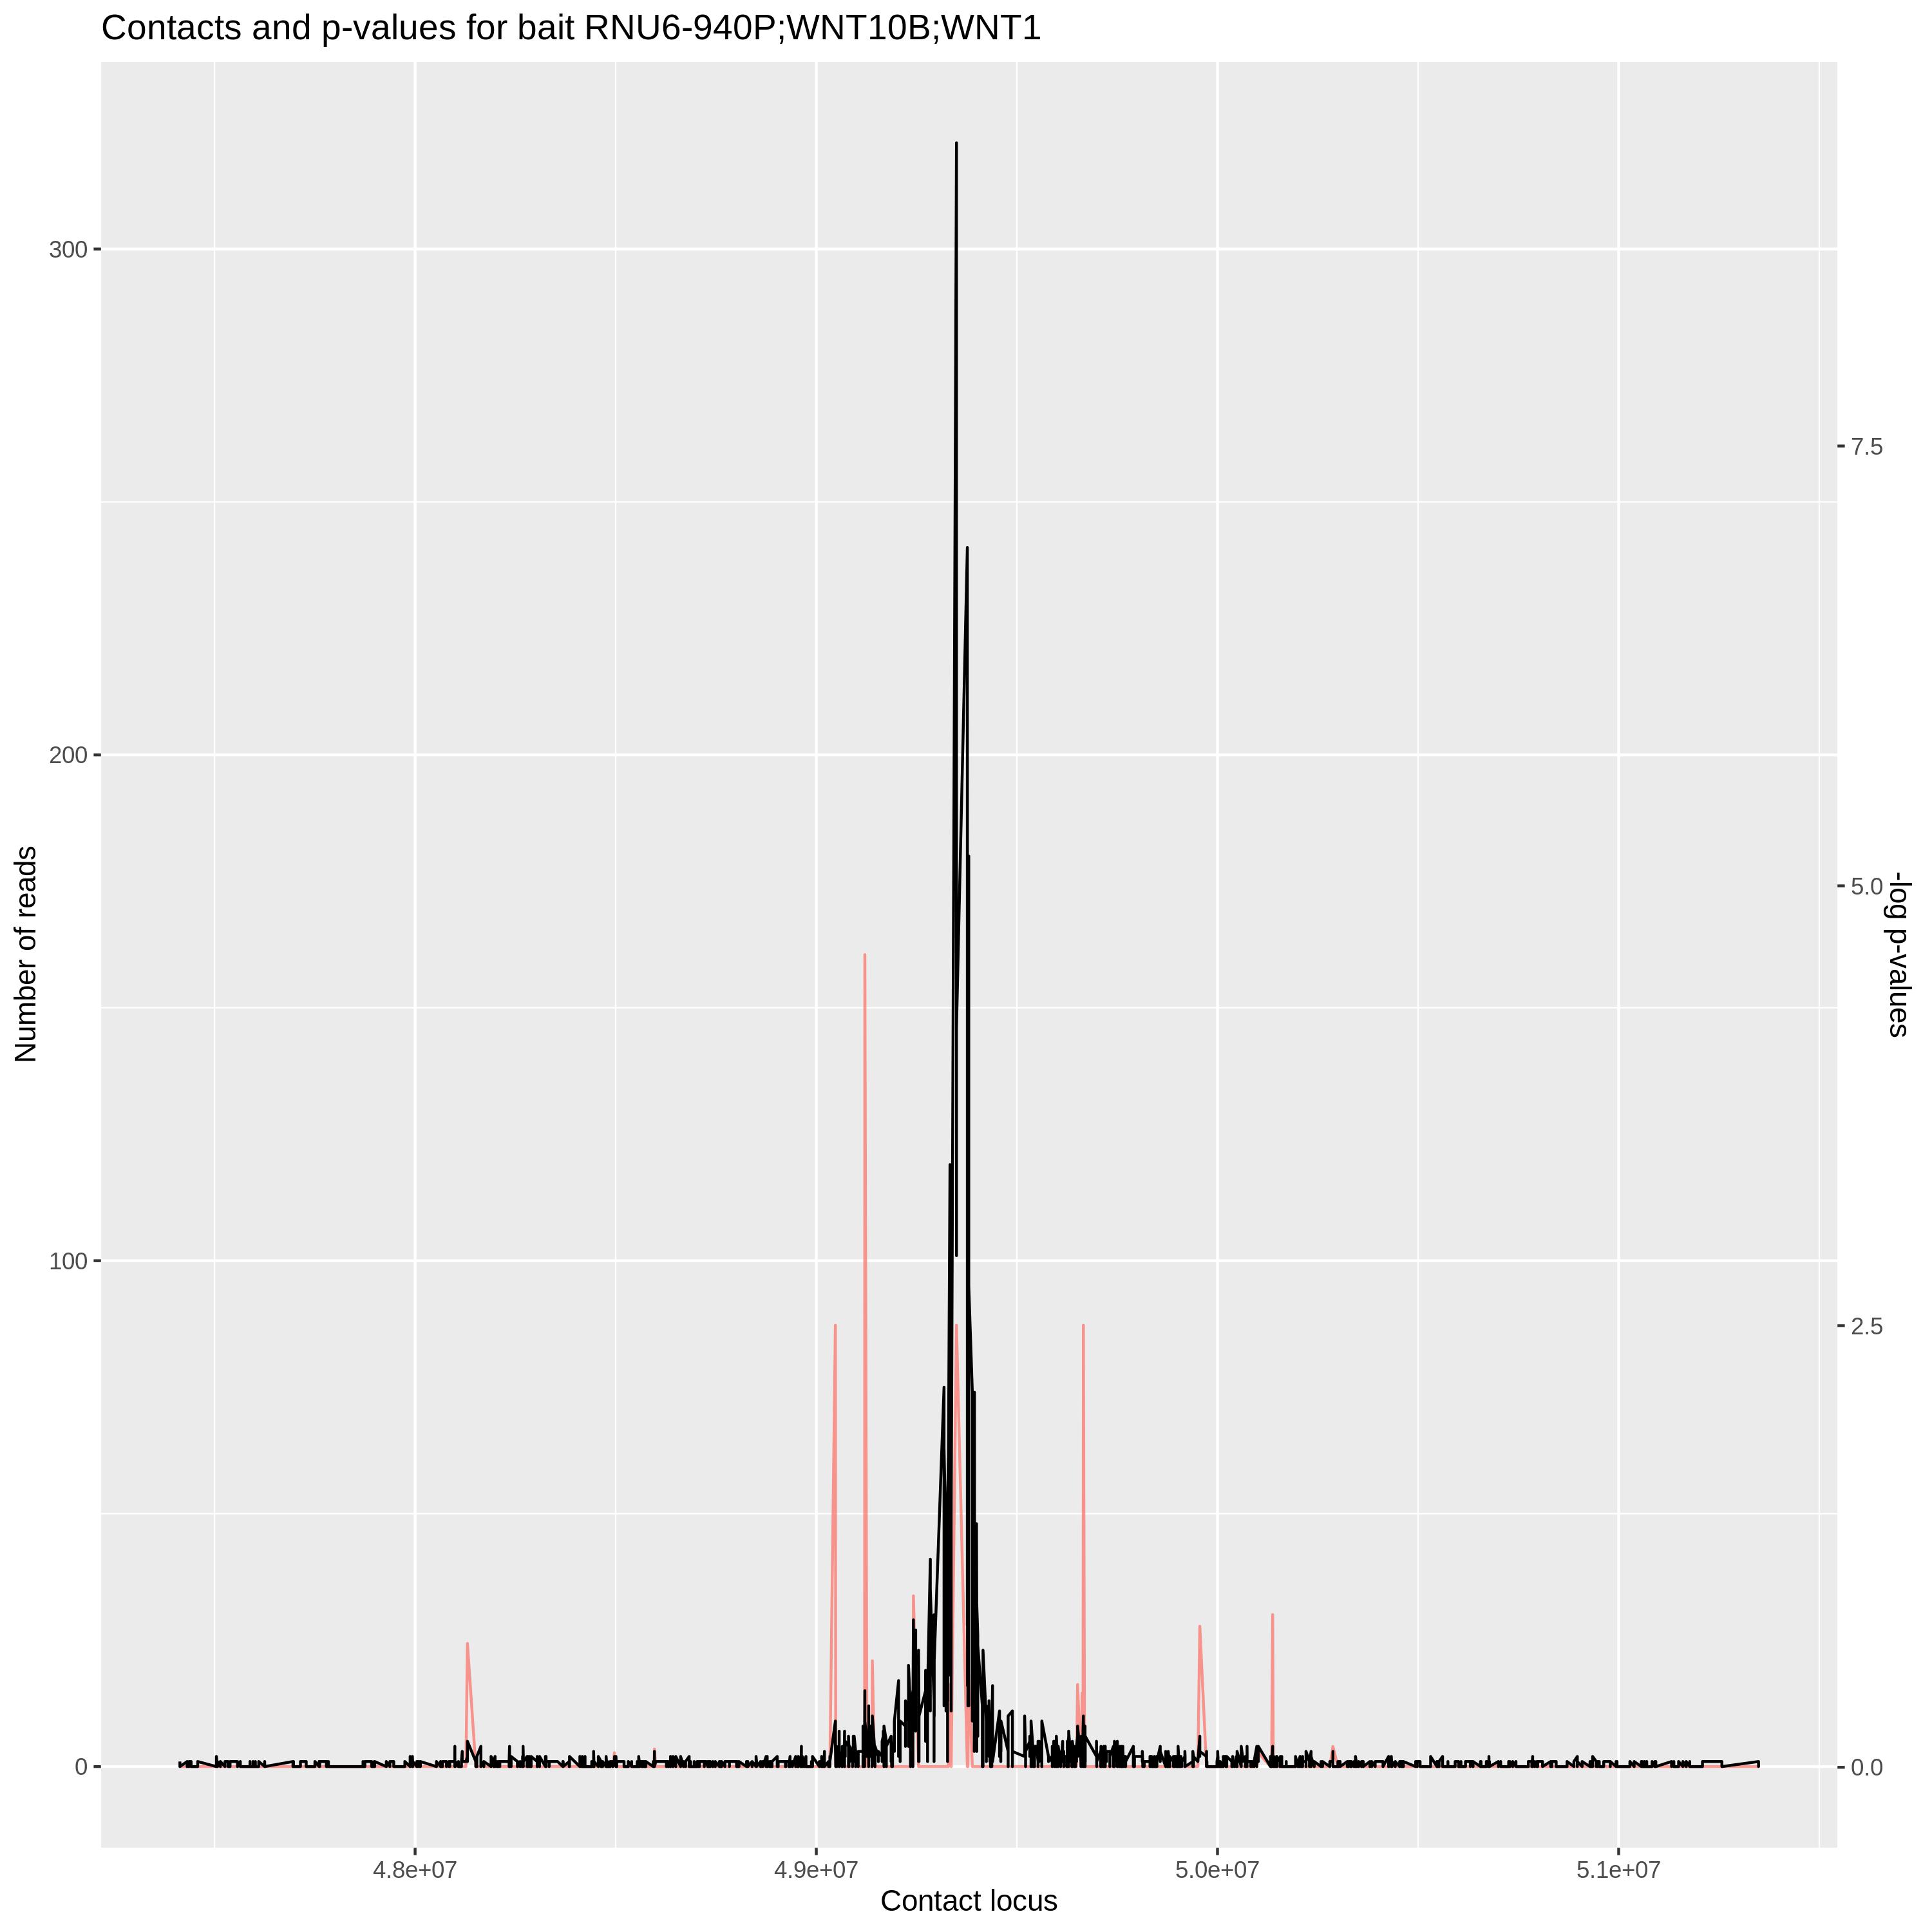 Contacts and p-values for bait RNU6-940P;WNT10B;WNT1
300
200
100
0
Number of reads
7.5
5.0
2.5
0.0
-log p-values
4.8e+07
4.9e+07
5.0e+07
5.1e+07
Contact locus